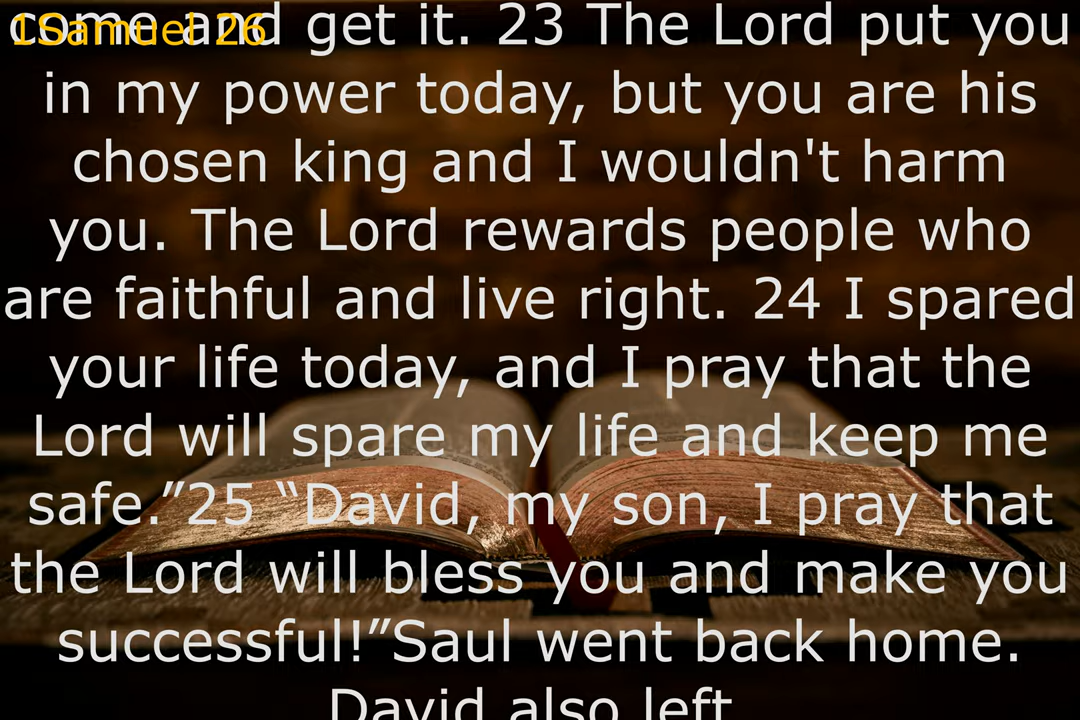 1Samuel 26
come and get it. 23 The Lord put you
in my power today, but you are his
chosen king and I wouldn't harm
you. The Lord rewards people who
are faithful and live right. 24 I spared
your life today, and I pray that the
Lord will spare my life and keep me
safe.”25 “David, my son, I pray that
the Lord will bless you and make you
successful!”Saul went back home.
David also left.